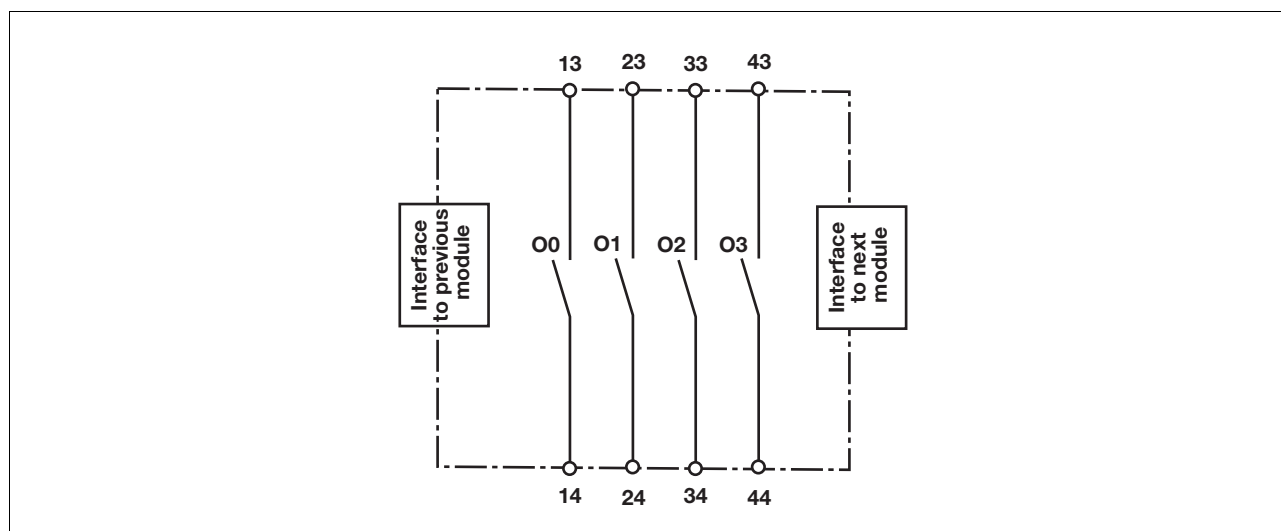 13 23 33 43
Interface
to previous
module
O0 O1 O2 O3
Interface
to next
module
14 24 34 44